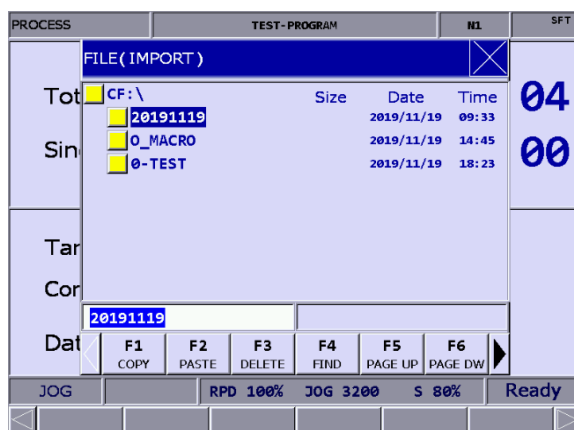 PROCESS TEST-PROGRAM N1 SFT
FILE(IMPORT)
Tot CF:\ Size Date Time 04
20191119 2019/11/19 09:33
O_MACRO 2019/11/19 14:45
Sin 00
0-TEST 2019/11/19 18:23
Tar
Cor
20191119
Dat F1 F2 F3 F4 F5 F6
COPY PASTE DELETE FIND PAGE UP PAGE DW
JOG RPD 100% JOG 3200 S 80% Ready